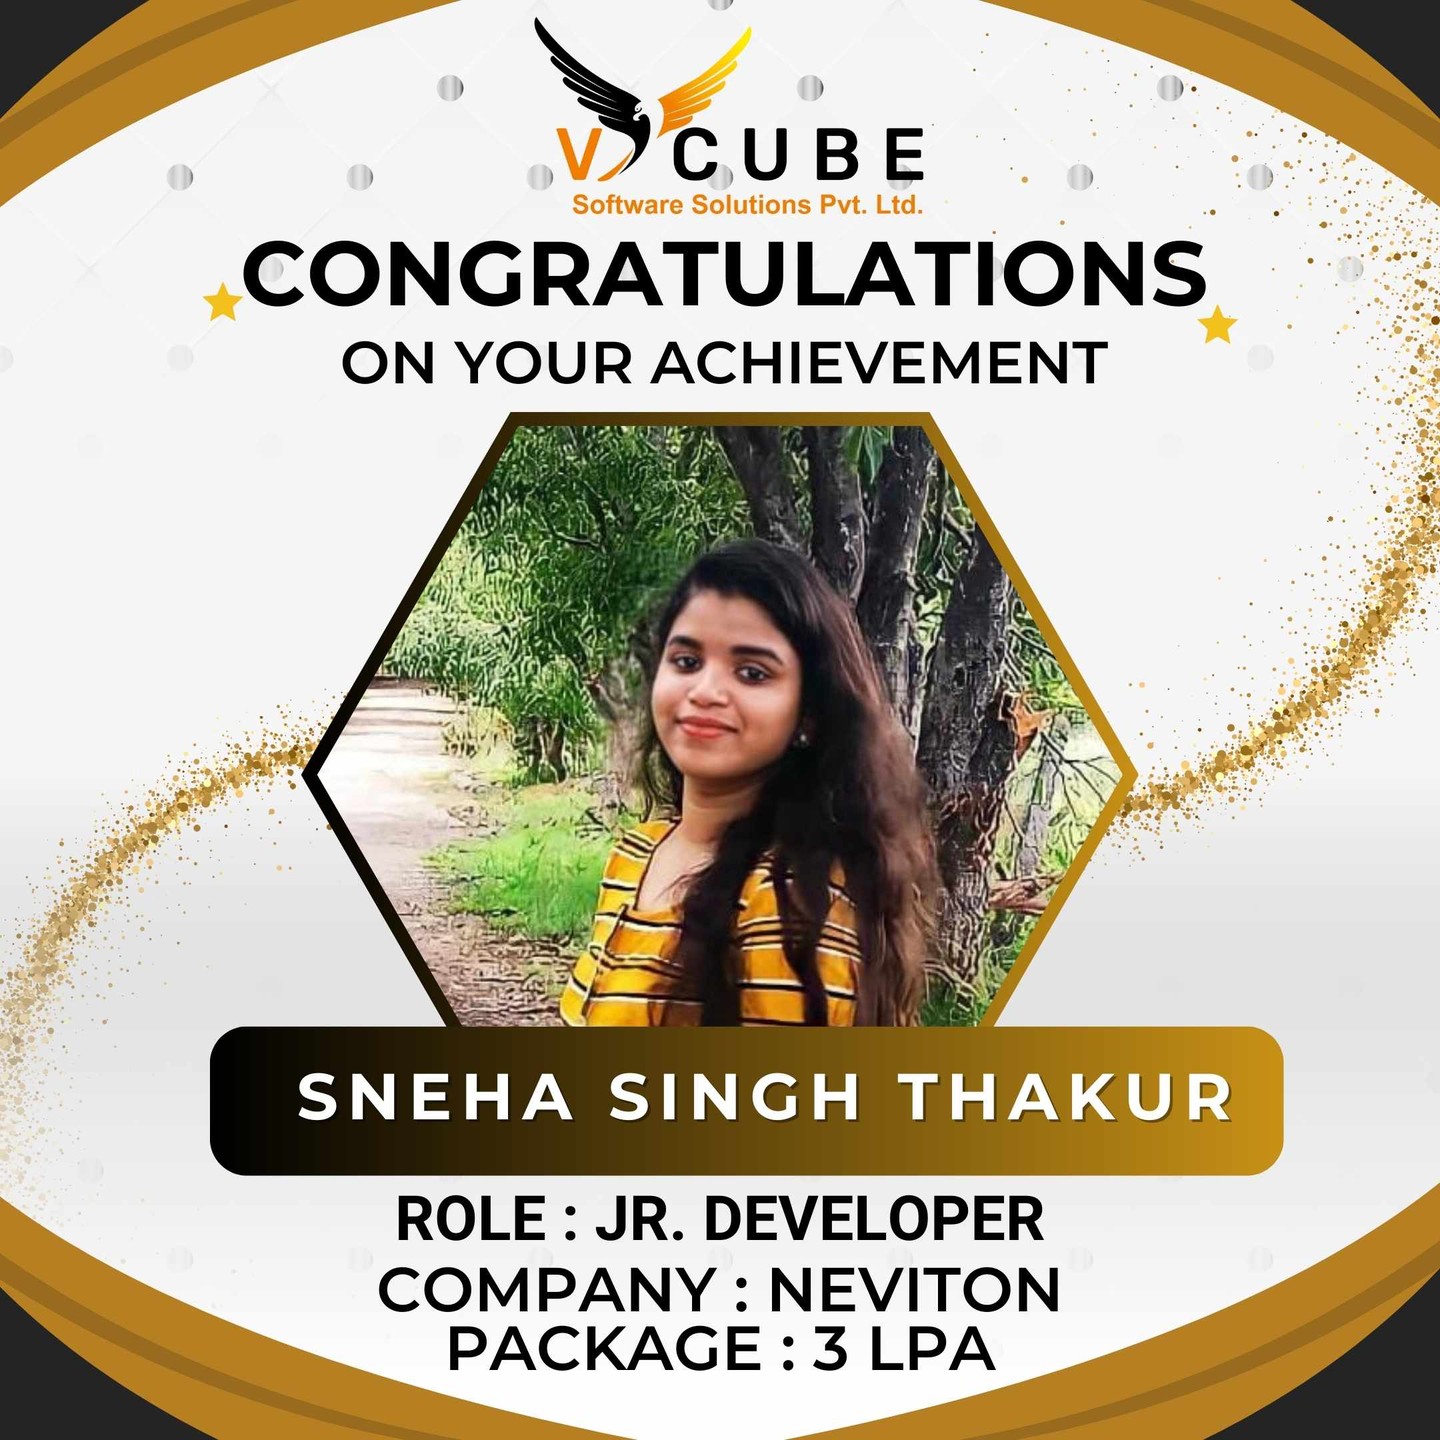 V CUBE
Software Solutions Pvt. Ltd.
CONGRATULATIONS
ON YOUR ACHIEVEMENT
SNEHA SINGH THAKUR
ROLE : JR. DEVELOPER
COMPANY : NEVITON
PACKAGE : 3 LPA